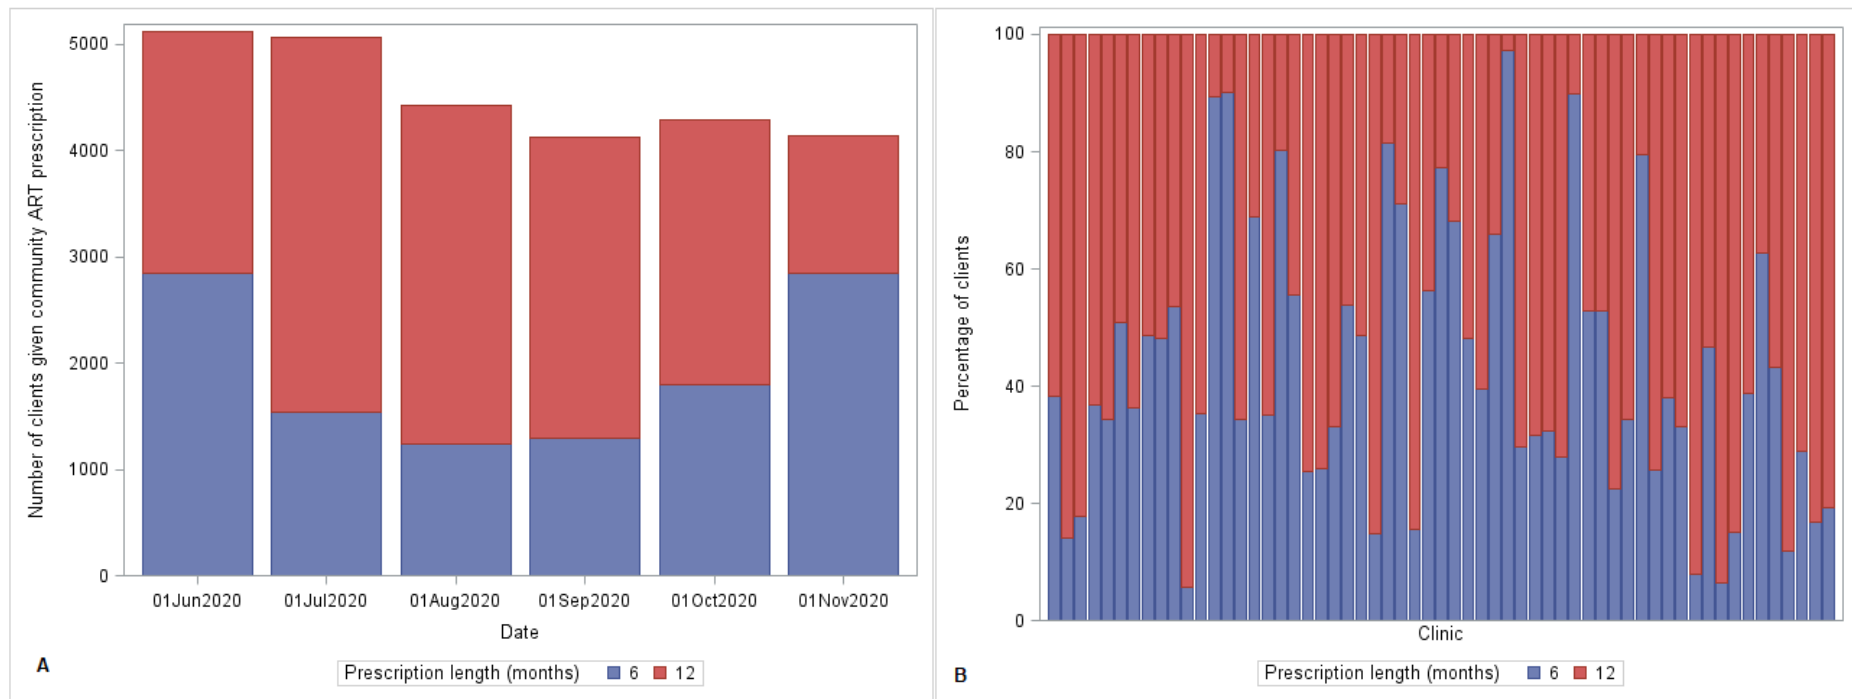 Number of clients given community ART prescription
5000
4000
3000
2000
1000
0
01Jun2020 01Jul2020 01Aug2020 01Sep2020 01Oct2020 01Nov2020
Date
A
Prescription length (months) 6 12
Percentage of clients
100
80
60
40
20
0
Clinic
B
Prescription length (months) 6 12